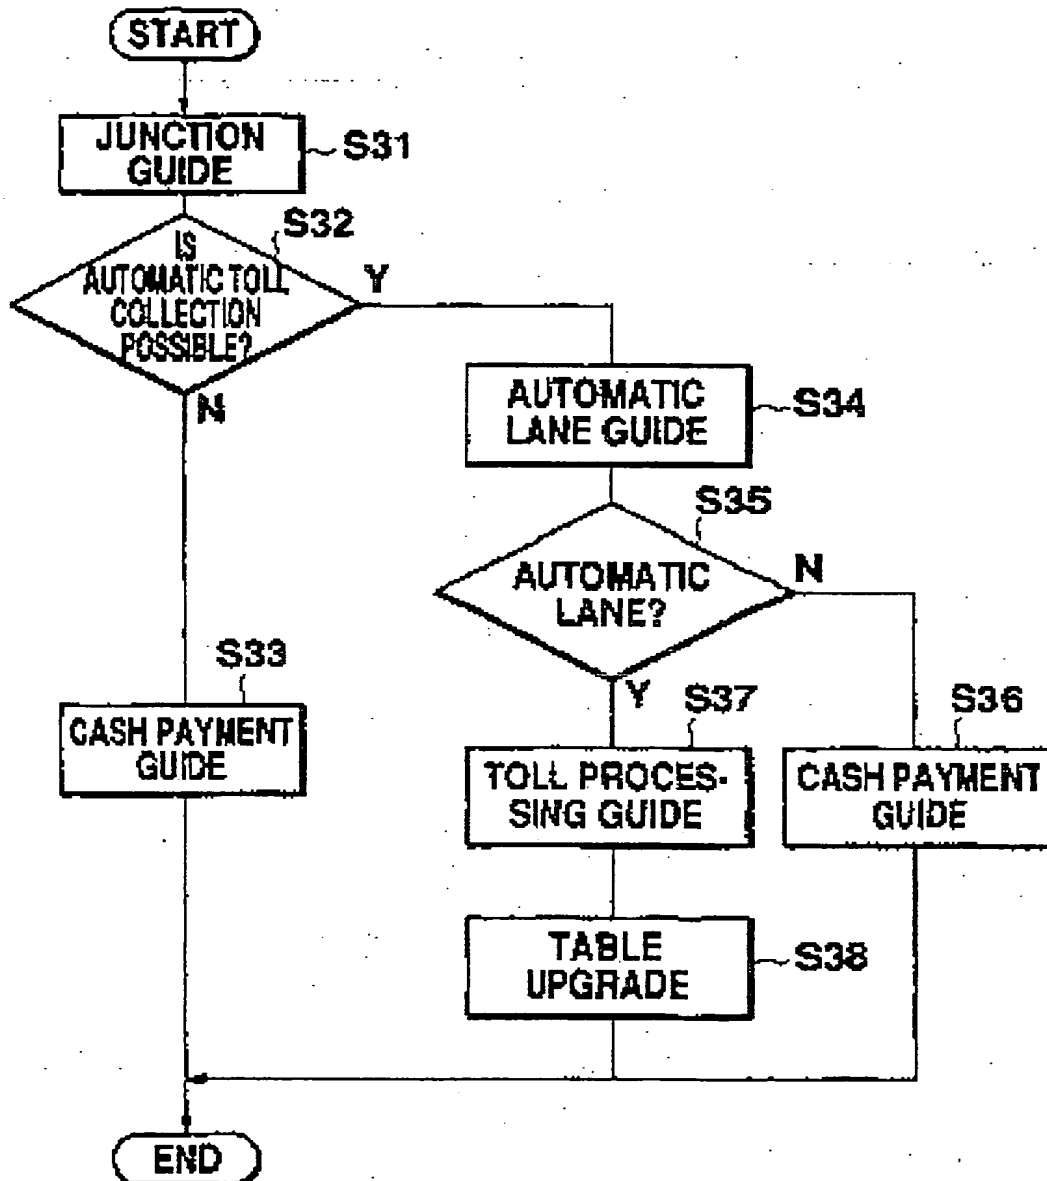 START
JUNCTION
GUIDE
S31
S32
IS
AUTOMATIC TOLL
COLLECTION
POSSIBLE?
Y
N
AUTOMATIC
LANE GUIDE
S34
S35
AUTOMATIC
LANE?
N
Y
S33
CASH PAYMENT
GUIDE
S37
TOLL PROCES-
SING GUIDE
S36
CASH PAYMENT
GUIDE
TABLE
UPGRADE
S38
END